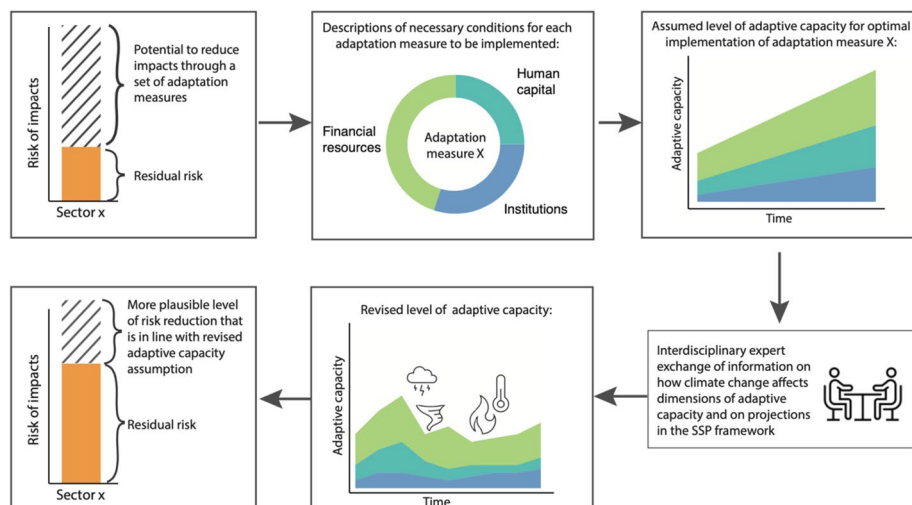 Risk of impacts
Potential to reduce
impacts through a
set of adaptation
measures
Residual risk
Sector x
Descriptions of necessary conditions for each
adaptation measure to be implemented:
Human
capital
Financial
resources
Adaptation
measure X
Institutions
Assumed level of adaptive capacity for optimal
implementation of adaptation measure X:
Adaptive capacity
Time
Interdisciplinary expert
exchange of information on
how climate change affects
dimensions of adaptive
capacity and on projections
in the SSP framework
Revised level of adaptive capacity:
Adaptive capacity
Time
Risk of impacts
More plausible level
of risk reduction that
is in line with revised
adaptive capacity
assumption
Residual risk
Sector x